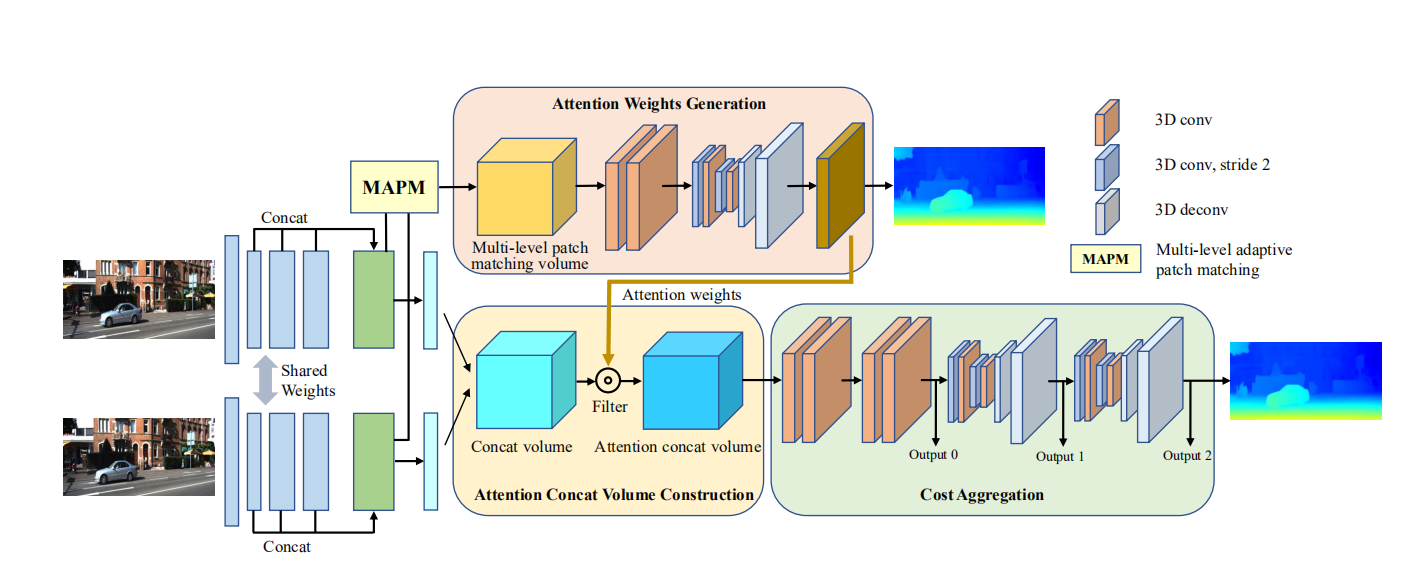 Attention Weights Generation
MAPM
Multi-level patch
matching volume
3D conv
3D conv, stride 2
3D deconv
MAPM
Multi-level adaptive
patch matching
Concat
Shared
Weights
Concat
Attention weights
Concat volume
Filter
Attention concat volume
Attention Concat Volume Construction
Output 0
Output 1
Output 2
Cost Aggregation